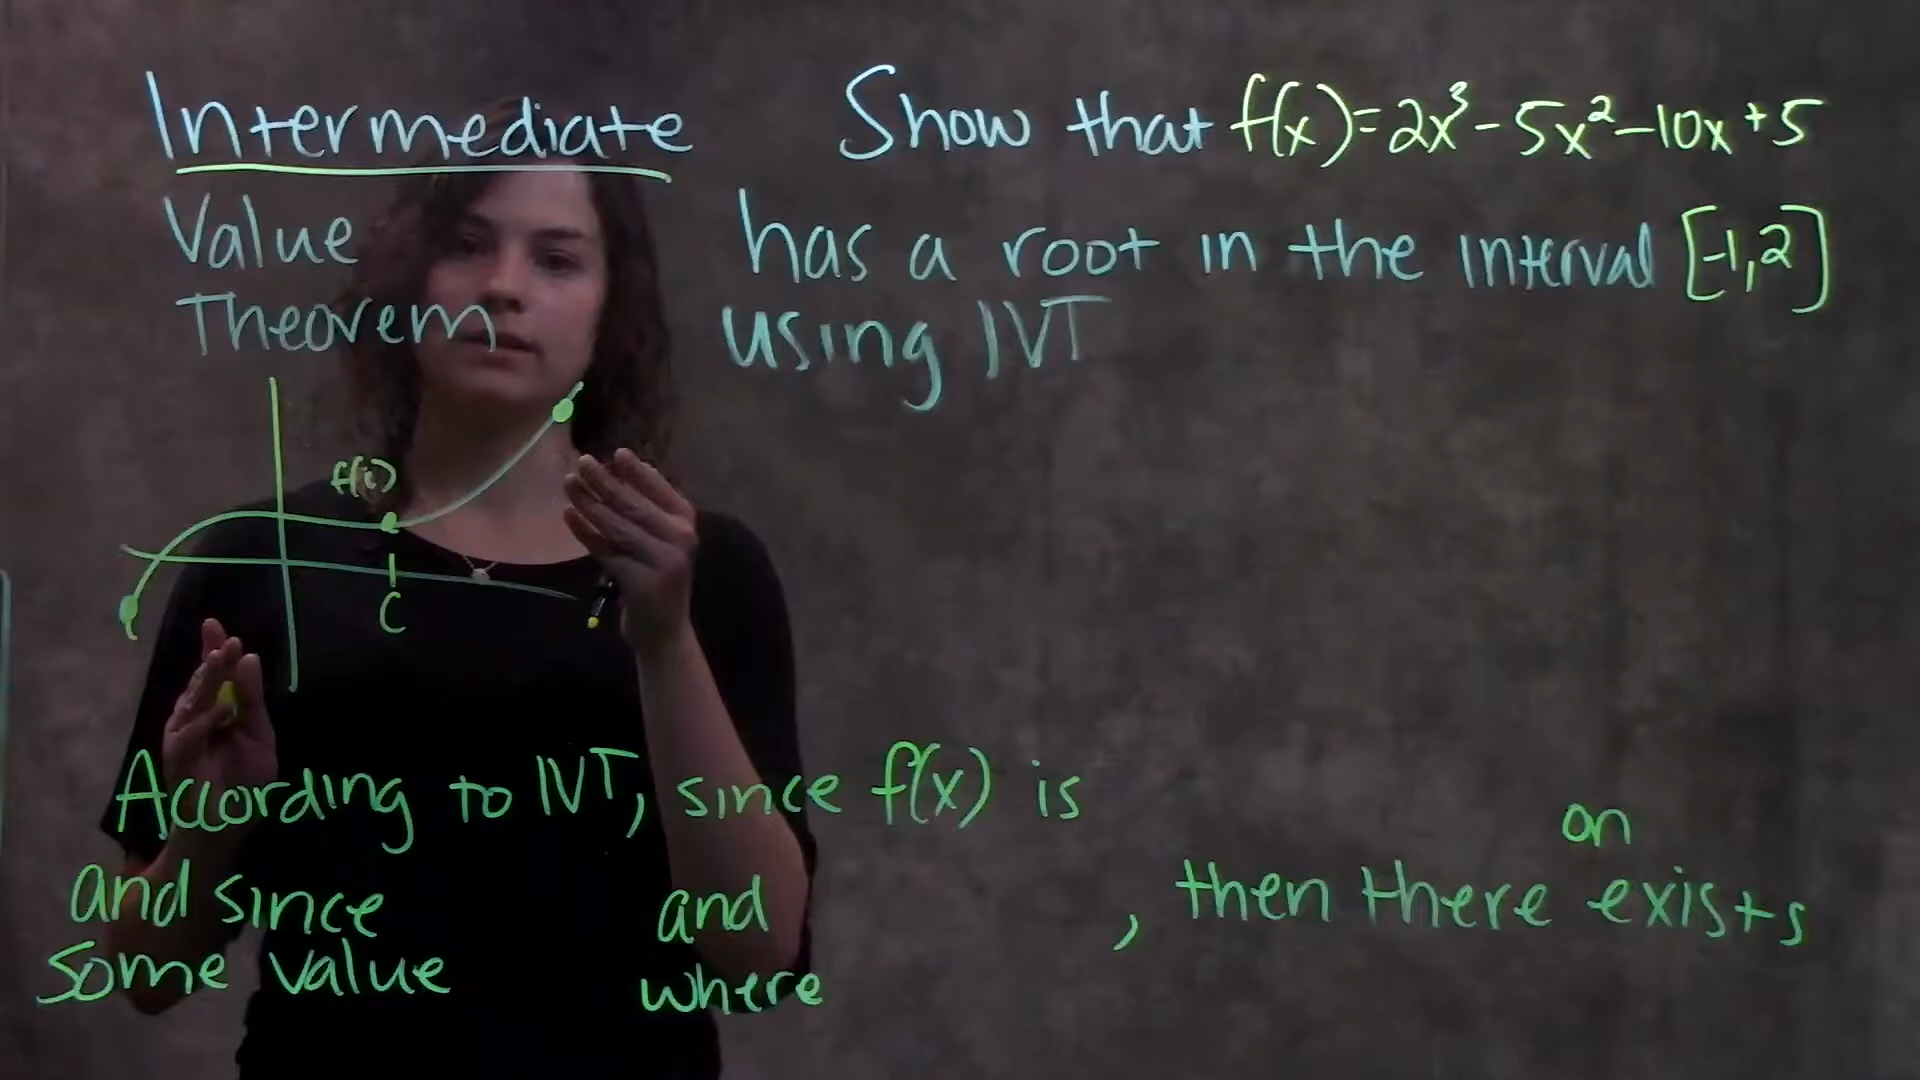 Intermediate
Value
Theorem
Show that f(x)=2x³-5x²-10x+5
has a root in the interval [-1,2]
using IVT
f(c)
C
According to IVT, since f(x) is
on
and since and , then there exists
some value where